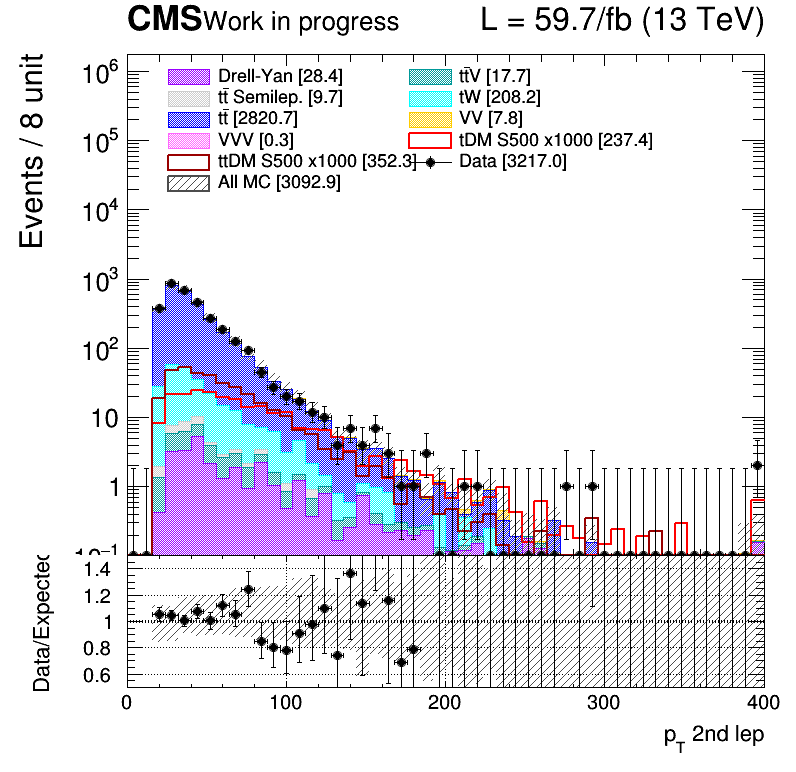 CMS Work in progress L = 59.7/fb (13 TeV)
Events / 8 unit
10⁶
10⁵
10⁴
10³
10²
10
1
10⁻¹
Drell-Yan [28.4] tt̄V [17.7]
tt̄ Semilep. [9.7] tW [208.2]
tt̄ [2820.7] VV [7.8]
VVV [0.3] tDM S500 x1000 [237.4]
ttDM S500 x1000 [352.3] Data [3217.0]
All MC [3092.9]
Data/Expected
1.4
1.2
1
0.8
0.6
0 100 200 300 400
p_T 2nd lep